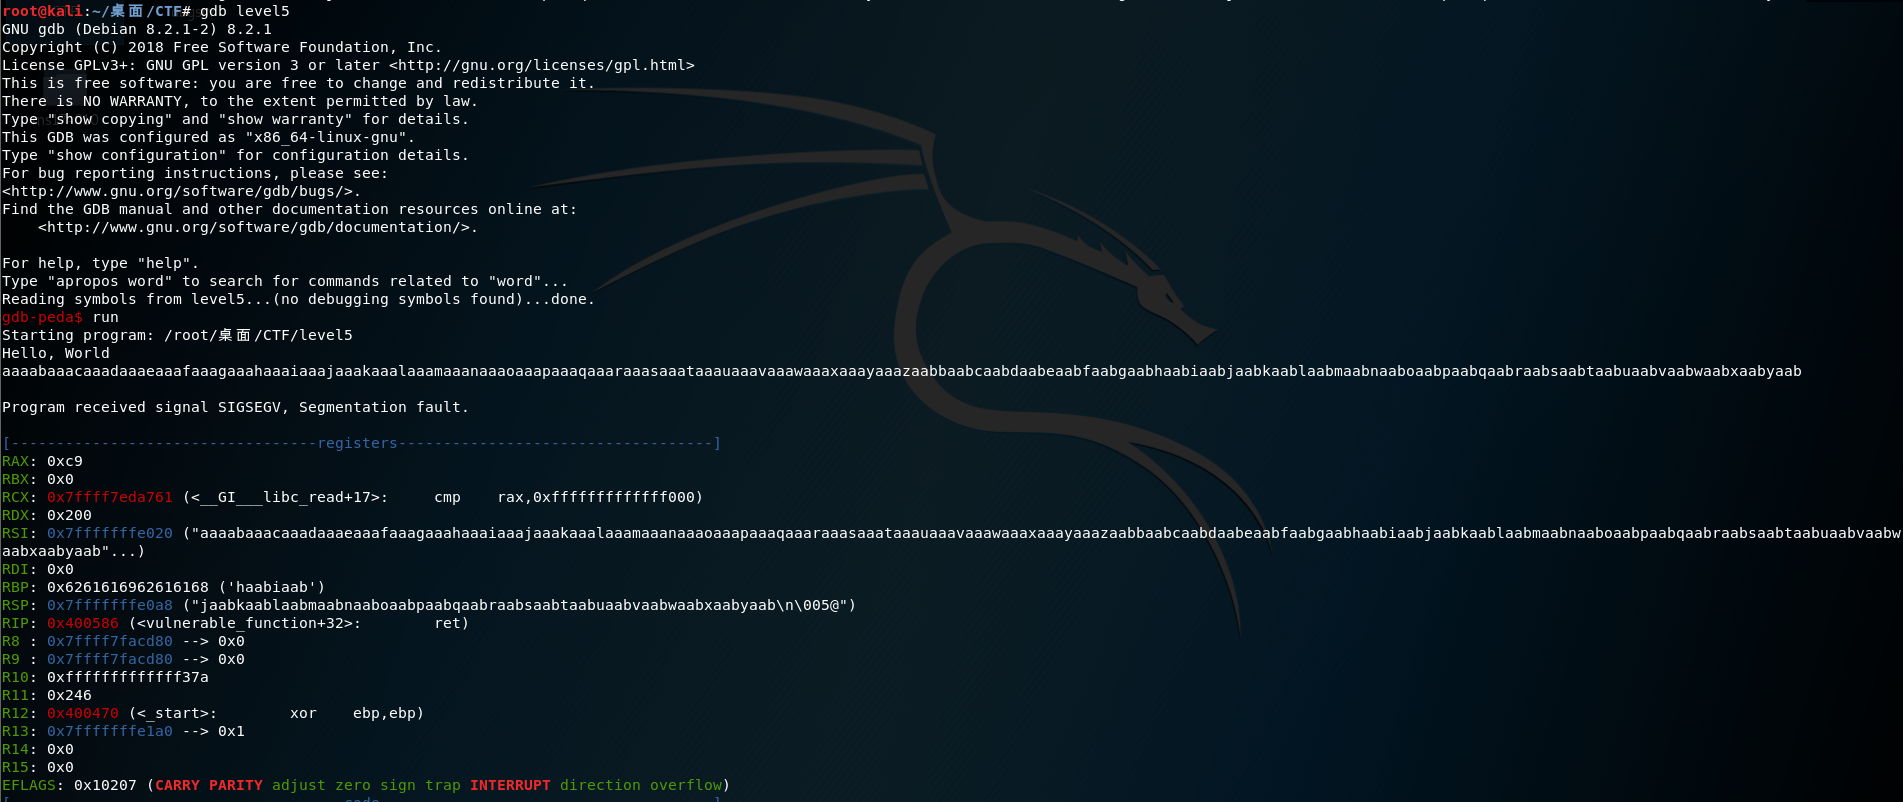 root@kali:~/桌面/CTF# gdb level5
GNU gdb (Debian 8.2.1-2) 8.2.1
Copyright (C) 2018 Free Software Foundation, Inc.
License GPLv3+: GNU GPL version 3 or later <http://gnu.org/licenses/gpl.html>
This is free software: you are free to change and redistribute it.
There is NO WARRANTY, to the extent permitted by law.
Type "show copying" and "show warranty" for details.
This GDB was configured as "x86_64-linux-gnu".
Type "show configuration" for configuration details.
For bug reporting instructions, please see:
<http://www.gnu.org/software/gdb/bugs/>.
Find the GDB manual and other documentation resources online at:
    <http://www.gnu.org/software/gdb/documentation/>.
For help, type "help".
Type "apropos word" to search for commands related to "word"...
Reading symbols from level5...(no debugging symbols found)...done.
gdb-peda$ run
Starting program: /root/桌面/CTF/level5
Hello, World
aaaabaaacaaadaaaeaaafaaagaaahaaaiaaajaaakaaalaaamaaanaaaoaaapaaaqaaaraaasaaataaauaaavaaawaaaxaaayaaazaabbaabcaabdaabeaabfaabgaabhaabiaabjaabkaablaabmaabnaaboaabpaabqaabraabsaabtaabuaabvaabwaabxaabyaab
Program received signal SIGSEGV, Segmentation fault.
[----------------------------------registers-----------------------------------]
RAX: 0xc9
RBX: 0x0
RCX: 0x7ffff7eda761 (<__GI___libc_read+17>:     cmp    rax,0xfffffffffffff000)
RDX: 0x200
RSI: 0x7fffffffe020 ("aaaabaaacaaadaaaeaaafaaagaaahaaaiaaajaaakaaalaaamaaanaaaoaaapaaaqaaaraaasaaataaauaaavaaawaaaxaaayaaazaabbaabcaabdaabeaabfaabgaabhaabiaabjaabkaablaabmaabnaaboaabpaabqaabraabsaabtaabuaabvaabw
aabxaabyaab"...)
RDI: 0x0
RBP: 0x6261616962616168 ('haabiaab')
RSP: 0x7fffffffe0a8 ("jaabkaablaabmaabnaaboaabpaabqaabraabsaabtaabuaabvaabwaabxaabyaab\n\005@")
RIP: 0x400586 (<vulnerable_function+32>:        ret)
R8 : 0x7ffff7facd80 --> 0x0
R9 : 0x7ffff7facd80 --> 0x0
R10: 0xfffffffffffff37a
R11: 0x246
R12: 0x400470 (<_start>:        xor    ebp,ebp)
R13: 0x7fffffffe1a0 --> 0x1
R14: 0x0
R15: 0x0
EFLAGS: 0x10207 (CARRY PARITY adjust zero sign trap INTERRUPT direction overflow)